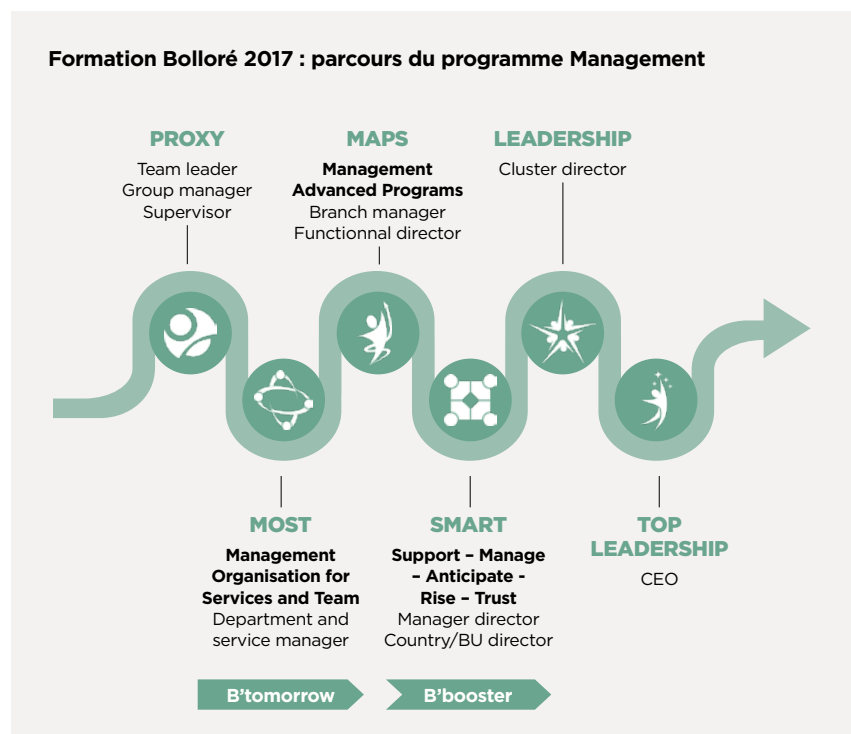 Formation Bolloré 2017 : parcours du programme Management
PROXY
Team leader
Group manager
Supervisor
MAPS
Management
Advanced Programs
Branch manager
Functionnal director
LEADERSHIP
Cluster director
MOST
Management
Organisation for
Services and Team
Department and
service manager
SMART
Support – Manage
– Anticipate -
Rise – Trust
Manager director
Country/BU director
TOP
LEADERSHIP
CEO
B’tomorrow
B’booster